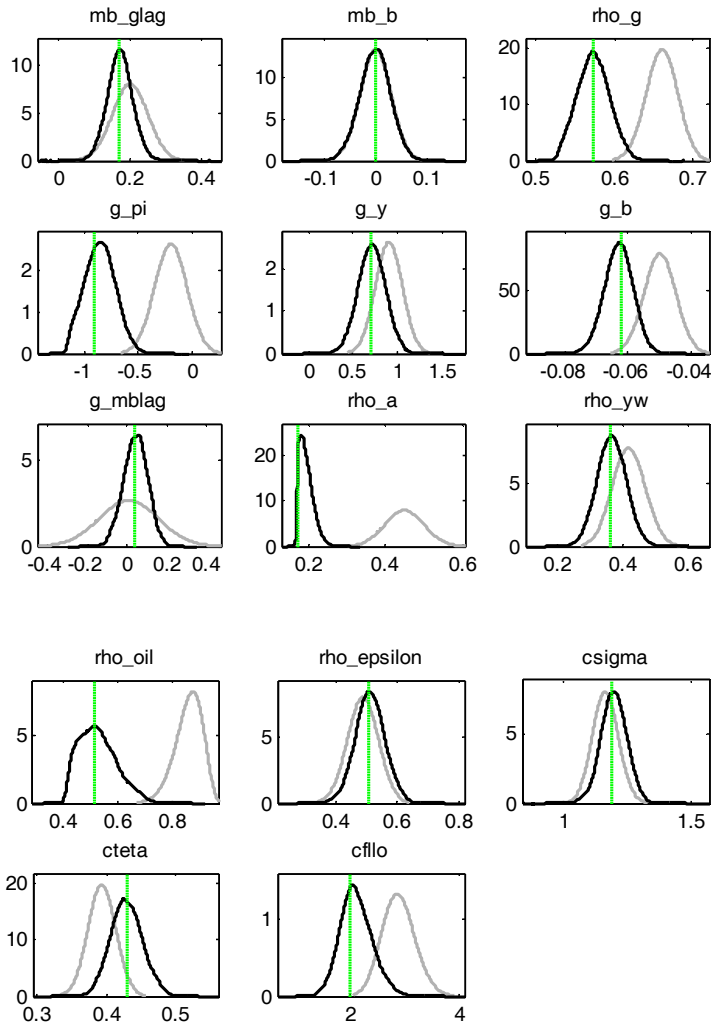 mb_glag mb_b rho_g
10 5 0
0 0.2 0.4
10 5 0
-0.1 0 0.1
20 10 0
0.5 0.6 0.7
g_pi g_y g_b
2 1 0
-1 -0.5 0
2 1 0
0 0.5 1 1.5
50 0
-0.08 -0.06 -0.04
g_mblag rho_a rho_yw
5 0
-0.4 -0.2 0 0.2 0.4
20 10 0
0.2 0.4 0.6
5 0
0.2 0.4 0.6
rho_oil rho_epsilon csigma
5 0
0.4 0.6 0.8
5 0
0.4 0.6 0.8
5 0
1 1.5
cteta cfllo
20 10 0
0.3 0.4 0.5
1 0
2 4